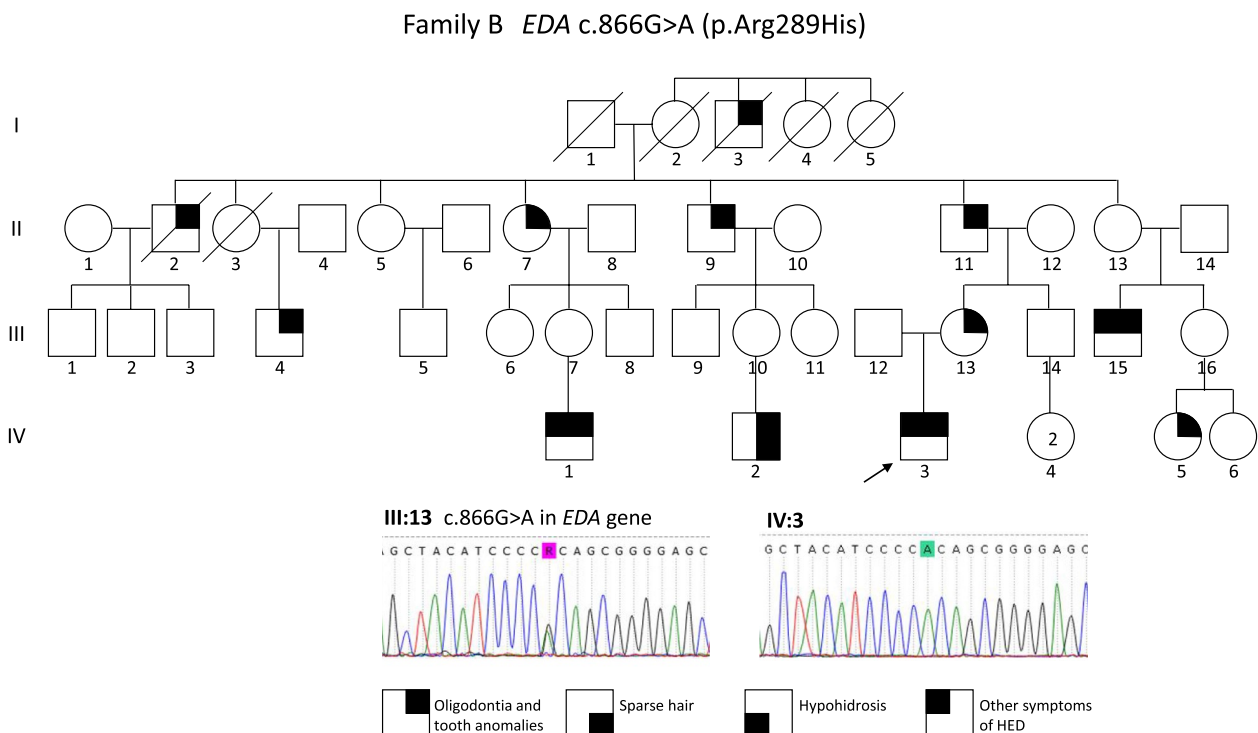 Family B EDA c.866G>A (p.Arg289His)
I
1 2 3 4 5
II
1 2 3 4 5 6 7 8 9 10 11 12 13 14
III
1 2 3 4 5 6 7 8 9 10 11 12 13 14 15 16
IV
2
1 2 3 4 5 6
III:13 c.866G>A in EDA gene
G C T A C A T C C C C R C A G C G G G G A G C
IV:3
G C T A C A T C C C C A C A G C G G G G A G C
Oligodontia and
tooth anomalies
Sparse hair
Hypohidrosis
Other symptoms
of HED